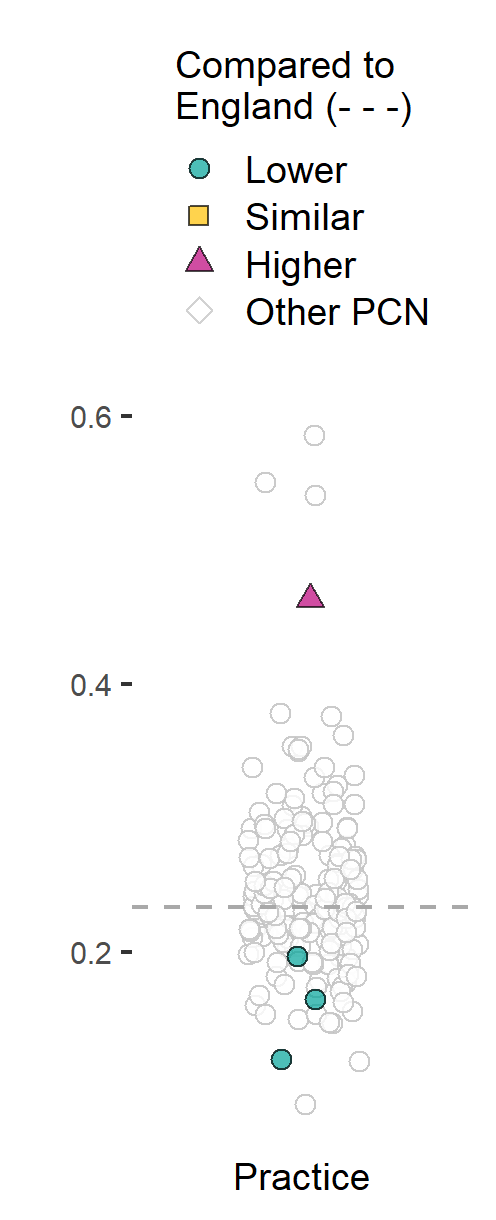 Compared to
England (- - -)
Lower
Similar
Higher
Other PCN
0.6
0.4
0.2
Practice